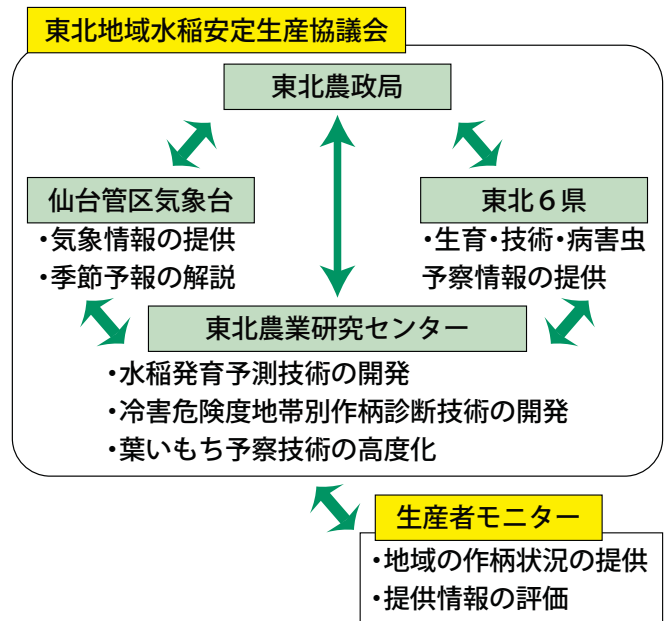 東北地域水稲安定生産協議会
東北農政局
仙台管区気象台
・気象情報の提供
・季節予報の解説
東北６県
・生育・技術・病害虫
予察情報の提供
東北農業研究センター
・水稲発育予測技術の開発
・冷害危険度地帯別作柄診断技術の開発
・葉いもち予察技術の高度化
生産者モニター
・地域の作柄状況の提供
・提供情報の評価